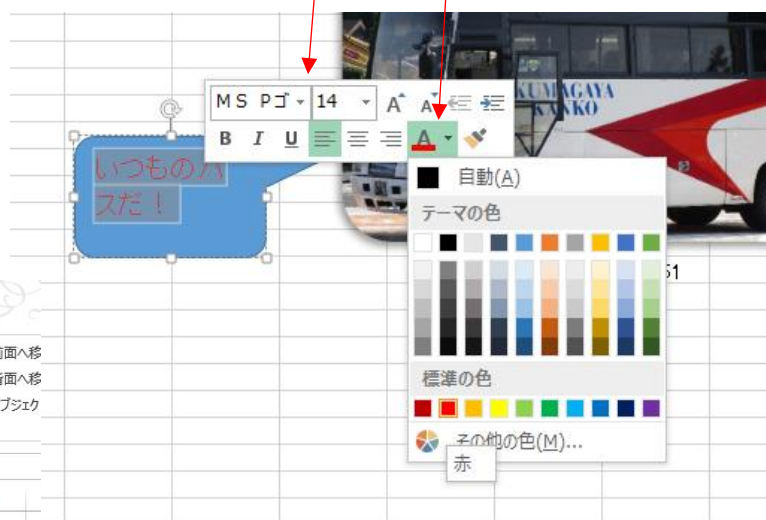 MS Pゴ
14
A A
B I U
A
KUMAGAYA
KANKO
いつものバ
スだ！
自動(A)
テーマの色
51
標準の色
その他の色(M)...
赤
前面へ移
背面へ移
ブジェク